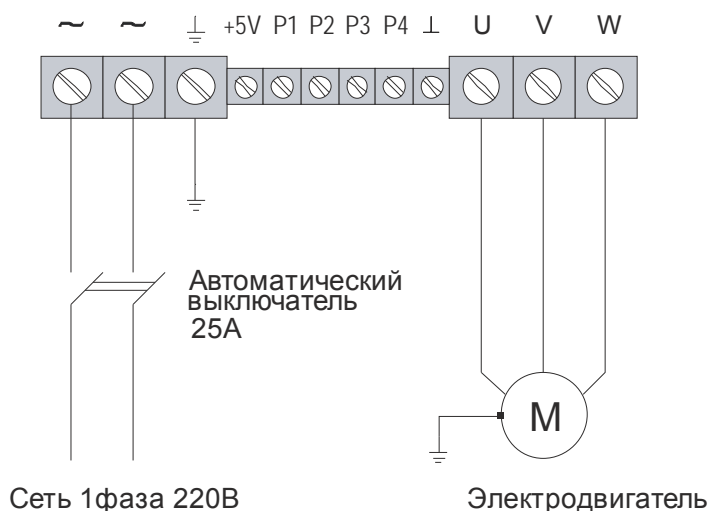 ~ ~ ⏚ +5V P1 P2 P3 P4 ⊥ U V W
Автоматический
выключатель
25А
M
Сеть 1фаза 220В
Электродвигатель